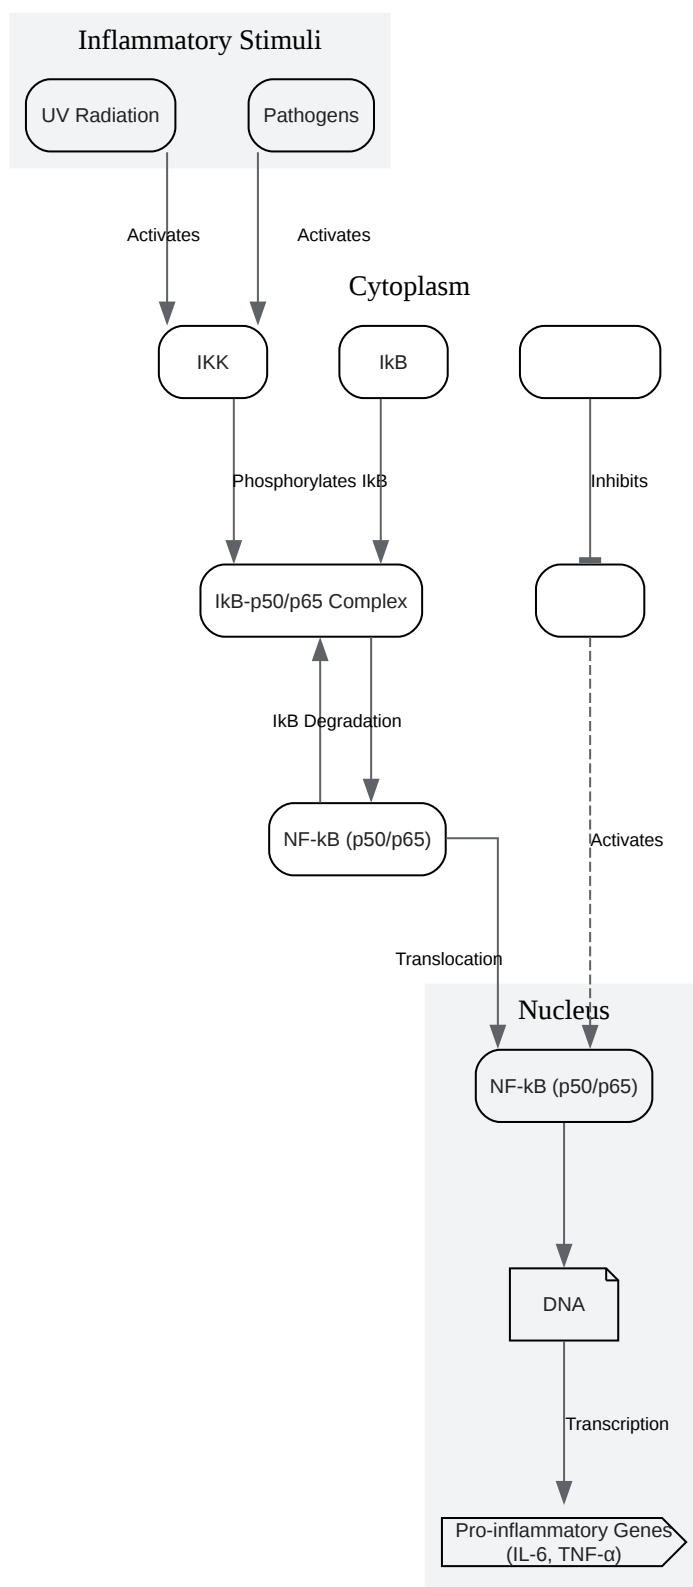 Inflammatory Stimuli
UV Radiation
Pathogens
Activates
Activates
Cytoplasm
IKK
IkB
Phosphorylates IkB
Inhibits
IkB-p50/p65 Complex
IkB Degradation
NF-kB (p50/p65)
Activates
Translocation
Nucleus
NF-kB (p50/p65)
DNA
Transcription
Pro-inflammatory Genes
(IL-6, TNF-α)